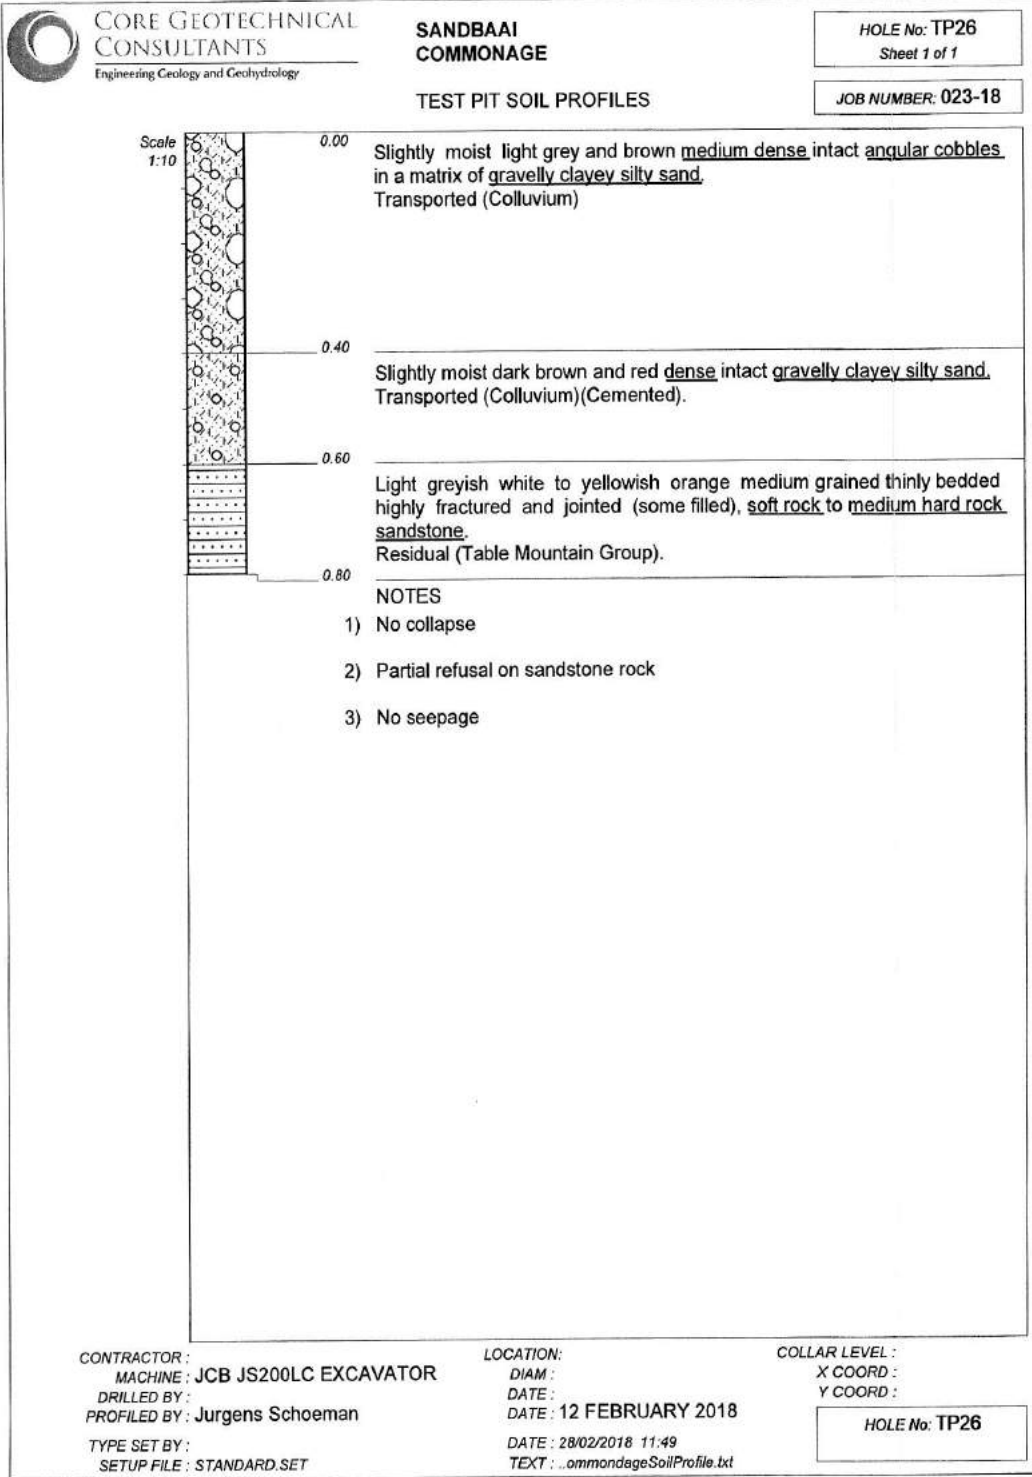 CORE GEOTECHNICAL
CONSULTANTS
Engineering Geology and Geohydrology
SANDBAAI
COMMONAGE
TEST PIT SOIL PROFILES
HOLE No: TP26
Sheet 1 of 1
JOB NUMBER: 023-18
Scale
1:10
0.00
Slightly moist light grey and brown medium dense intact angular cobbles
in a matrix of gravelly clayey silty sand.
Transported (Colluvium)
0.40
Slightly moist dark brown and red dense intact gravelly clayey silty sand.
Transported (Colluvium)(Cemented).
0.60
Light greyish white to yellowish orange medium grained thinly bedded
highly fractured and jointed (some filled), soft rock to medium hard rock
sandstone.
Residual (Table Mountain Group).
0.80
NOTES
1) No collapse
2) Partial refusal on sandstone rock
3) No seepage
CONTRACTOR :
MACHINE : JCB JS200LC EXCAVATOR
DRILLED BY :
PROFILED BY : Jurgens Schoeman
TYPE SET BY :
SETUP FILE : STANDARD.SET
LOCATION:
DIAM :
DATE :
DATE : 12 FEBRUARY 2018
DATE : 28/02/2018 11:49
TEXT : ..ommondageSoilProfile.txt
COLLAR LEVEL :
X COORD :
Y COORD :
HOLE No: TP26